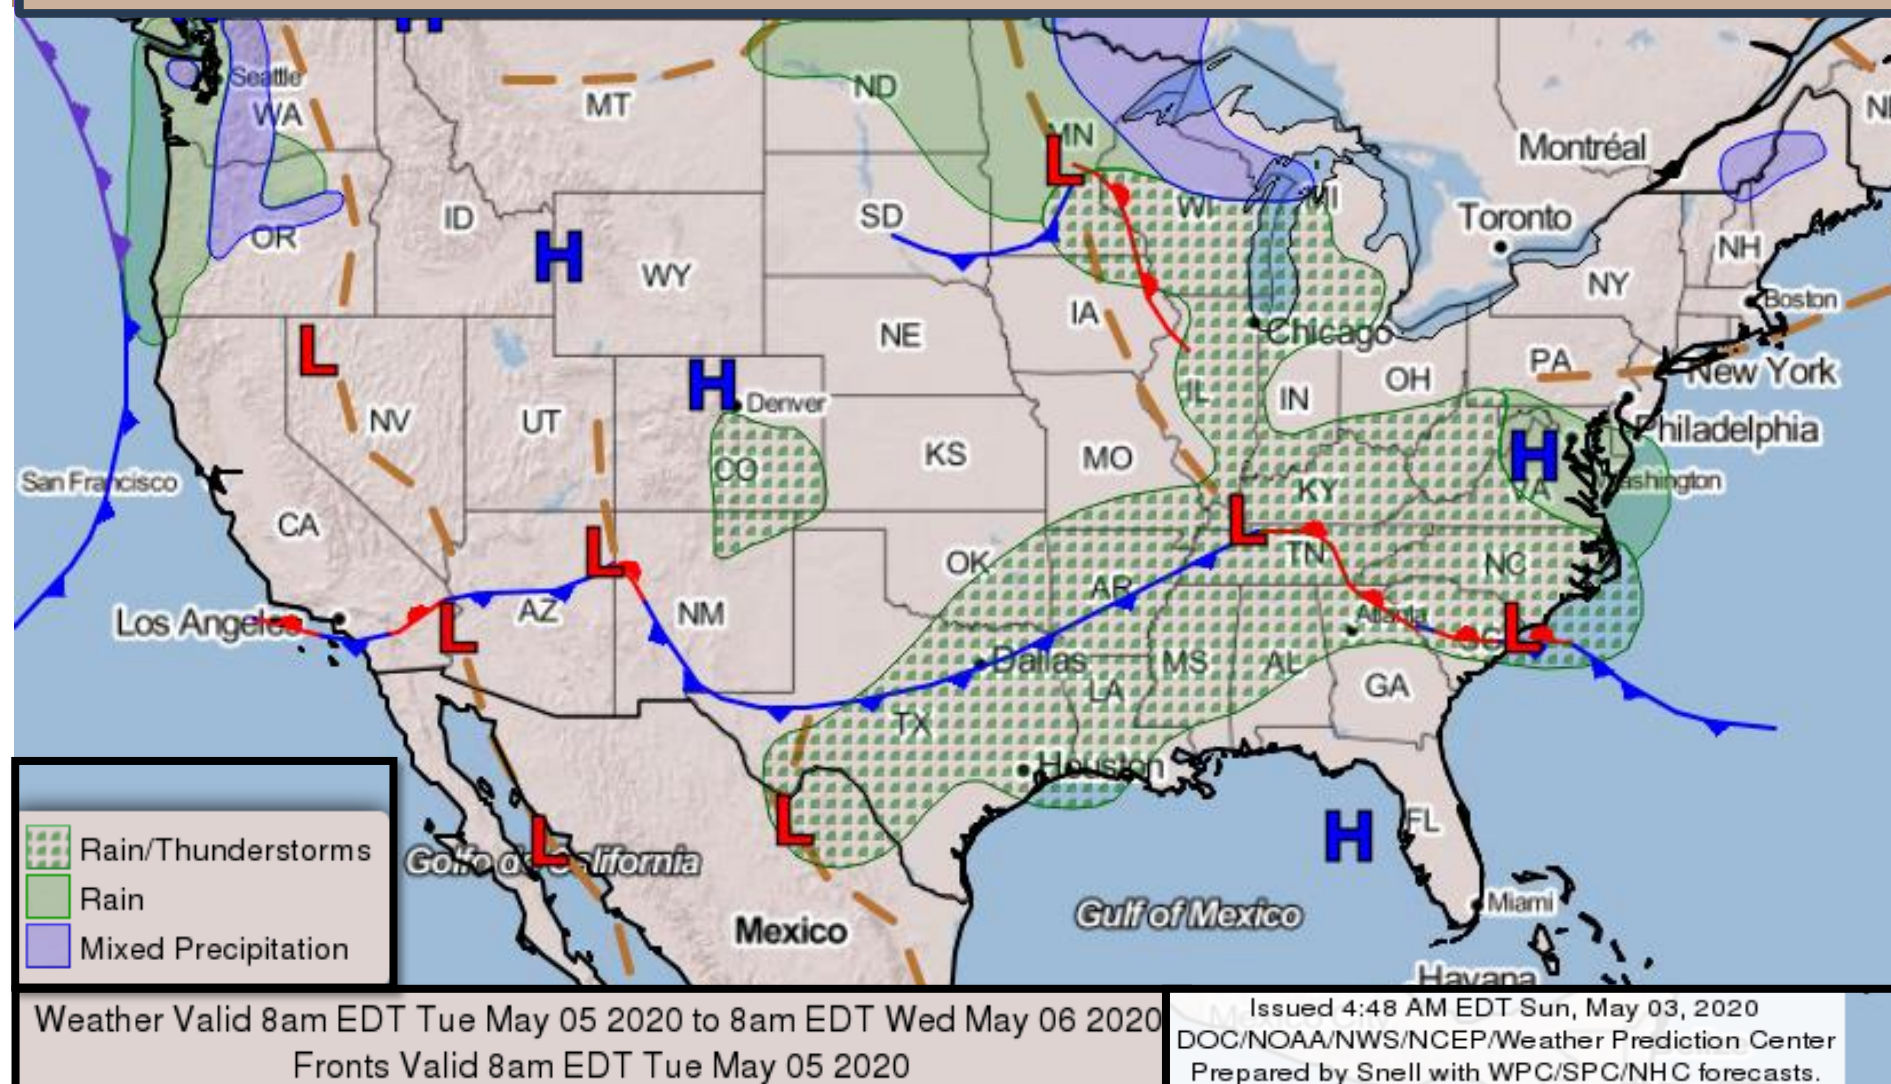 Seattle
WA
MT
ND
MN
Montréal
ID
OR
SD
WI
MI
Toronto
NH
WY
NY
Boston
IA
NE
Chicago
PA
New York
OH
IL
IN
Denver
NV
UT
Philadelphia
CO
KS
MO
San Francisco
KY
VA
Washington
CA
OK
TN
NC
AR
AZ
NM
Los Angeles
Atlanta
SC
Dallas
MS
AL
LA
GA
TX
Houston
FL
Golfo de California
Miami
Gulf of Mexico
Mexico
Havana
H
H
H
H
H
L
L
L
L
L
L
L
L
Rain/Thunderstorms
Rain
Mixed Precipitation
Weather Valid 8am EDT Tue May 05 2020 to 8am EDT Wed May 06 2020
Fronts Valid 8am EDT Tue May 05 2020
Issued 4:48 AM EDT Sun, May 03, 2020
DOC/NOAA/NWS/NCEP/Weather Prediction Center
Prepared by Snell with WPC/SPC/NHC forecasts.